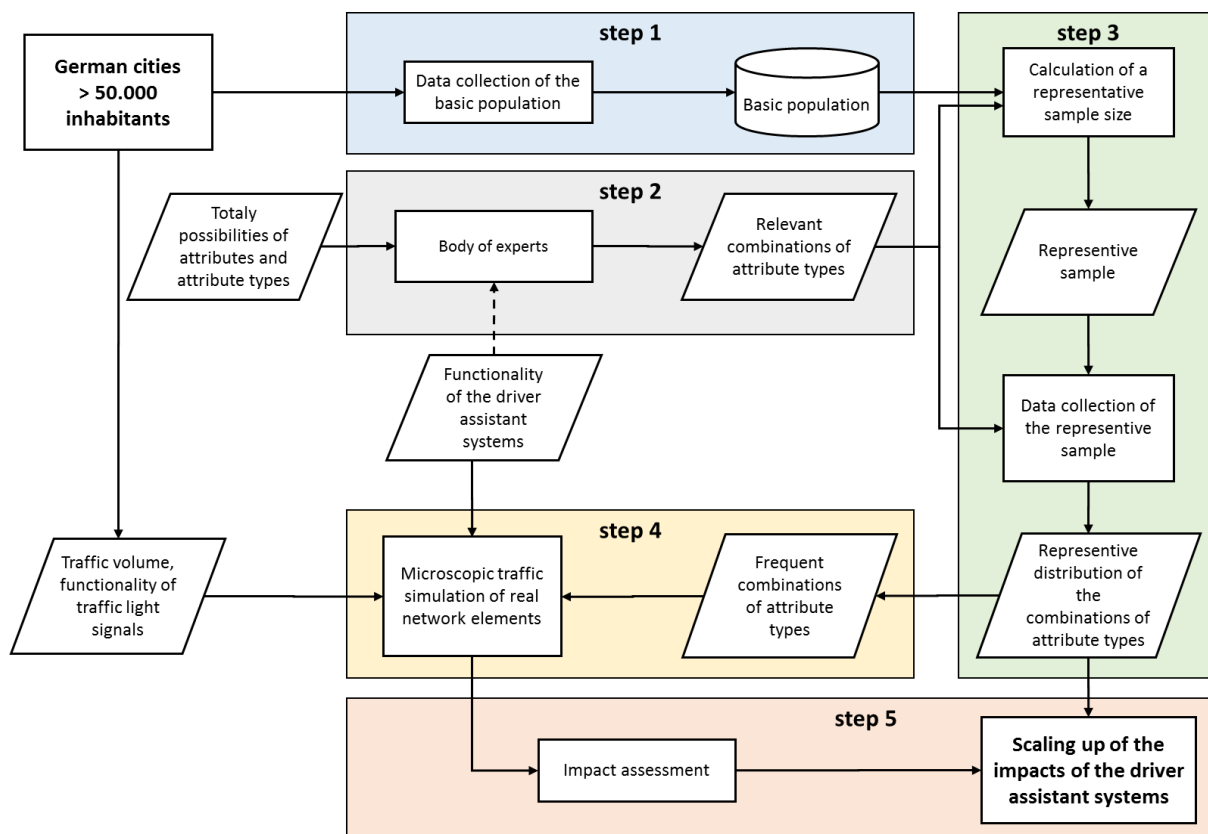 step 1
German cities
> 50.000
inhabitants
Data collection of the
basic population
Basic population
step 2
Totaly
possibilities of
attributes and
attribute types
Body of experts
Relevant
combinations of
attribute types
Functionality
of the driver
assistant
systems
step 3
Calculation of a
representative
sample size
Representive
sample
Data collection of
the representive
sample
Representive
distribution of
the
combinations of
attribute types
step 4
Traffic volume,
functionality of
traffic light
signals
Microscopic traffic
simulation of real
network elements
Frequent
combinations
of attribute
types
step 5
Impact assessment
Scaling up of the
impacts of the driver
assistant systems